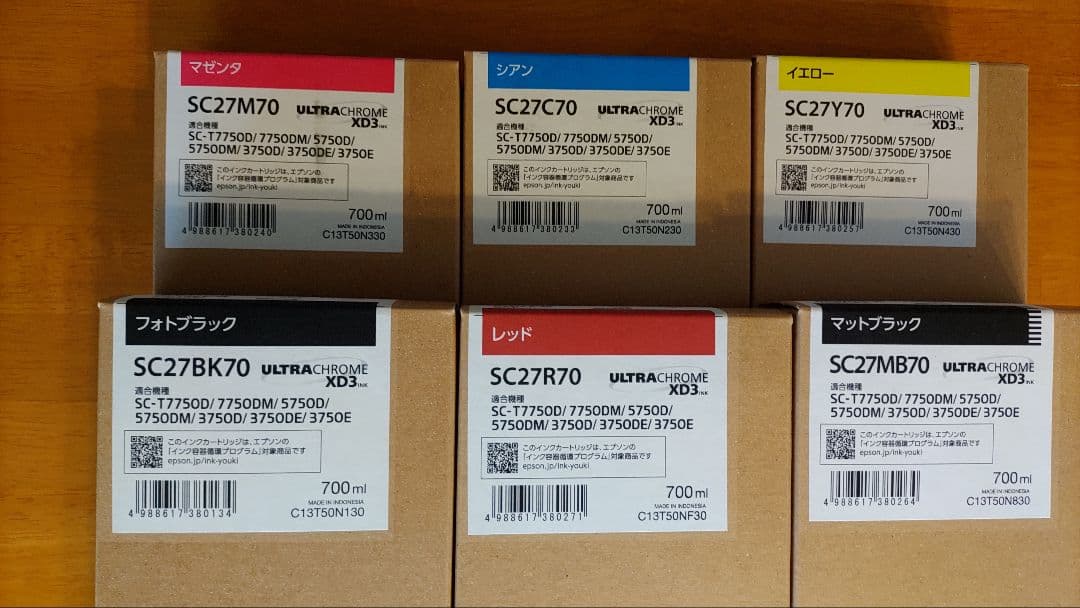 マゼンタ
SC27M70 ULTRACHROME
XD3 INK
適合機種
SC-T7750D/ 7750DM/ 5750D/
5750DM/ 3750D/ 3750DE/ 3750E
このインクカートリッジは、エプソンの
「インク容器循環プログラム」対象商品です
epson.jp/ink-youki
700ml
MADE IN INDONESIA
4 988617 380240
C13T50N330
シアン
SC27C70 ULTRACHROME
XD3 INK
適合機種
SC-T7750D/ 7750DM/ 5750D/
5750DM/ 3750D/ 3750DE/ 3750E
このインクカートリッジは、エプソンの
「インク容器循環プログラム」対象商品です
epson.jp/ink-youki
700ml
MADE IN INDONESIA
4 988617 380233
C13T50N230
イエロー
SC27Y70 ULTRACHROME
XD3 INK
適合機種
SC-T7750D/ 7750DM/ 5750D/
5750DM/ 3750D/ 3750DE/ 3750E
このインクカートリッジは、エプソンの
「インク容器循環プログラム」対象商品です
epson.jp/ink-youki
700ml
MADE IN INDONESIA
4 988617 380257
C13T50N430
フォトブラック
SC27BK70 ULTRACHROME
XD3 INK
適合機種
SC-T7750D/ 7750DM/ 5750D/
5750DM/ 3750D/ 3750DE/ 3750E
このインクカートリッジは、エプソンの
「インク容器循環プログラム」対象商品です
epson.jp/ink-youki
700ml
MADE IN INDONESIA
4 988617 380134
C13T50N130
レッド
SC27R70 ULTRACHROME
XD3 INK
適合機種
SC-T7750D/ 7750DM/ 5750D/
5750DM/ 3750D/ 3750DE/ 3750E
このインクカートリッジは、エプソンの
「インク容器循環プログラム」対象商品です
epson.jp/ink-youki
700ml
MADE IN INDONESIA
4 988617 380271
C13T50NF30
マットブラック
SC27MB70 ULTRACHROME
XD3 INK
適合機種
SC-T7750D/ 7750DM/ 5750D/
5750DM/ 3750D/ 3750DE/ 3750E
このインクカートリッジは、エプソンの
「インク容器循環プログラム」対象商品です
epson.jp/ink-youki
700ml
MADE IN INDONESIA
4 988617 380264
C13T50N830